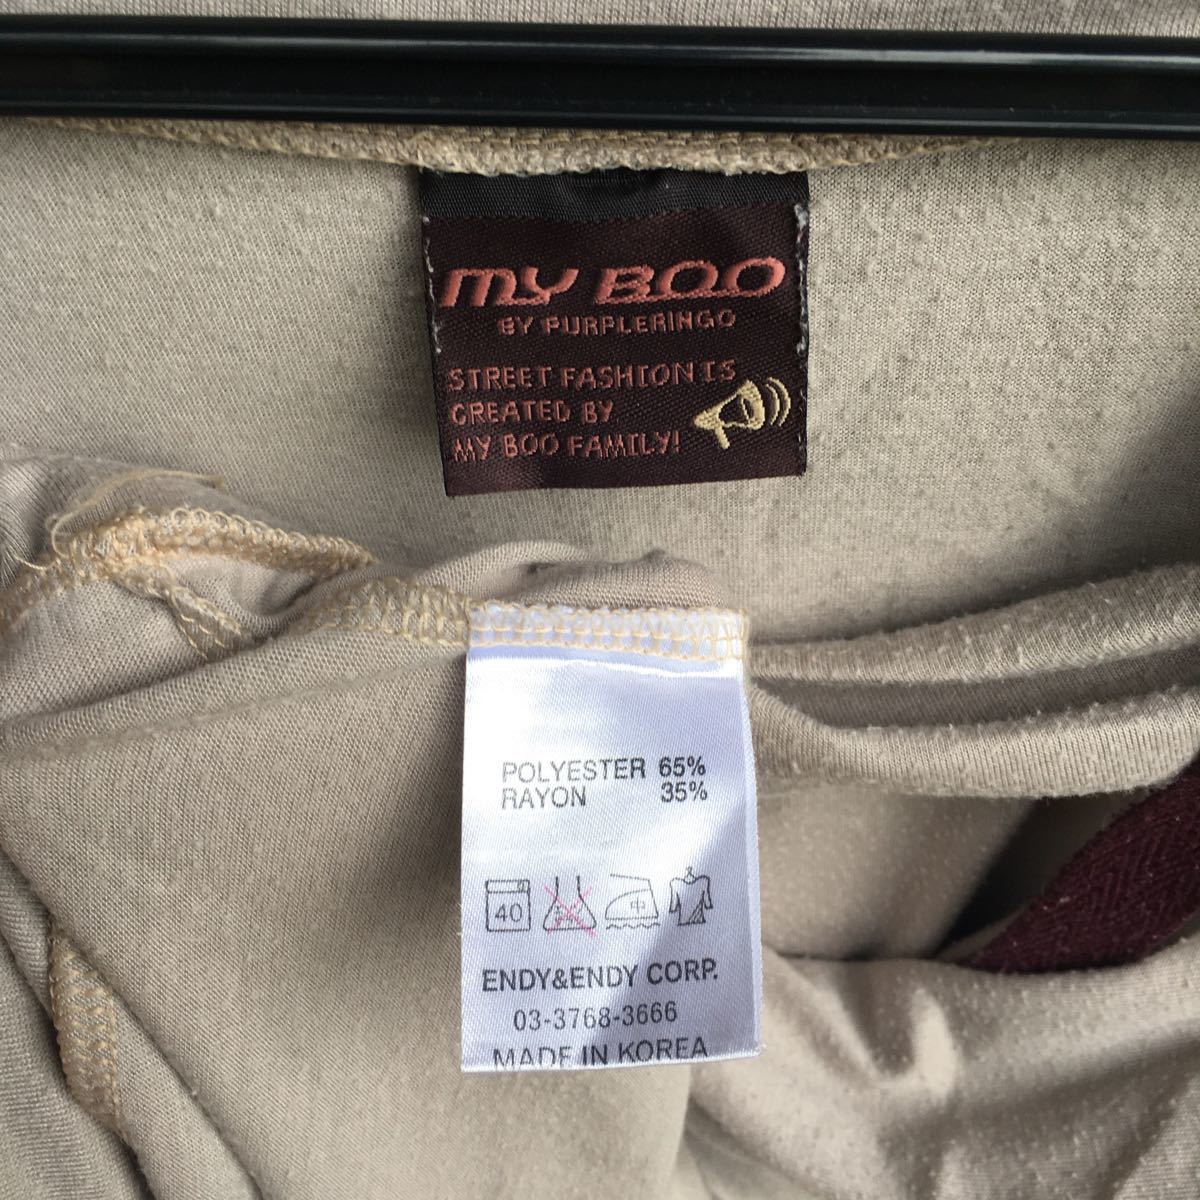 MY BOO
BY PURPLERINGO
STREET FASHION IS
CREATED BY
MY BOO FAMILY!
POLYESTER 65%
RAYON 35%
40 中
ENDY&ENDY CORP.
03-3768-3666
MADE IN KOREA